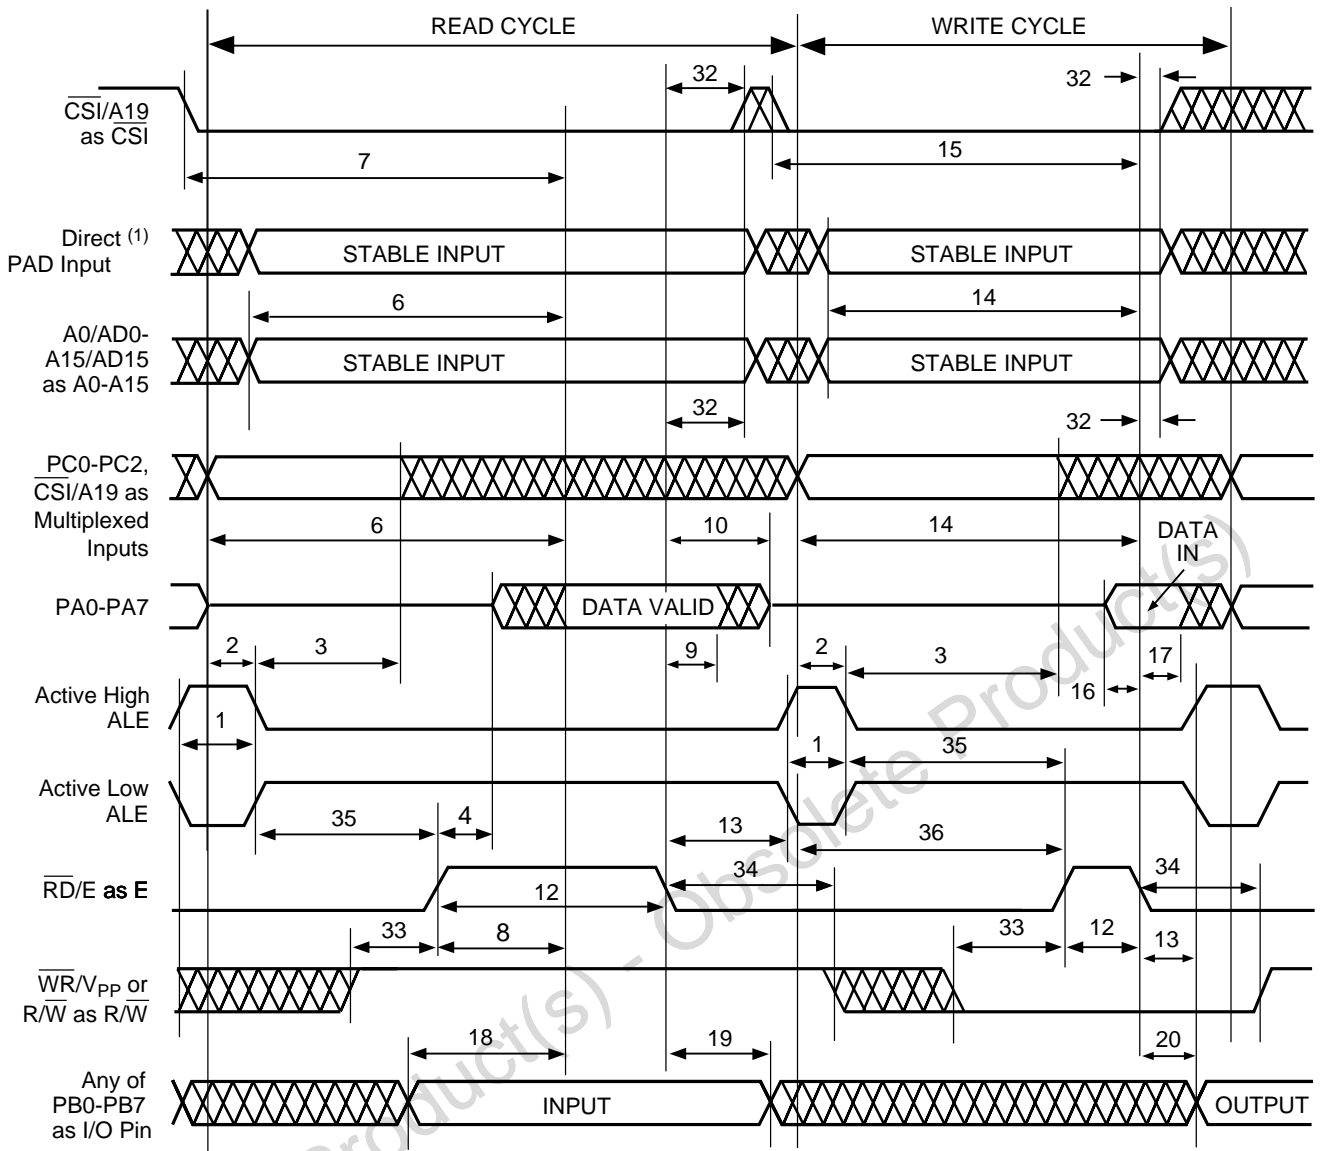 READ CYCLE
WRITE CYCLE
32
32
CSI/A19
as CSI
7
15
Direct (1)
PAD Input
STABLE INPUT
STABLE INPUT
6
14
A0/AD0-
A15/AD15
as A0-A15
STABLE INPUT
STABLE INPUT
32
32
PC0-PC2,
CSI/A19 as
Multiplexed
Inputs
6
10
14
DATA
IN
PA0-PA7
DATA VALID
2
3
9
2
3
17
16
Active High
ALE
1
1
35
Active Low
ALE
35
4
13
36
RD/E as E
12
34
34
33
8
33
12
13
WR/VPP or
R/W as R/W
18
19
20
Any of
PB0-PB7
as I/O Pin
INPUT
OUTPUT
Product(s) - Obsolete Product(s)